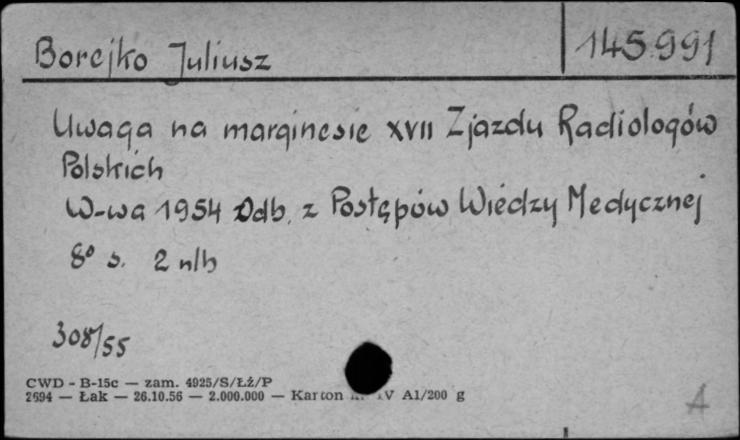 Borejko Juliusz 145991
Uwaga na marginesie XVII Zjazdu Radiologów
Polskich
W-wa 1954 Odb. z Postępów Wiedzy Medycznej
8° s. 2 nlb
308/55
CWD - B-15c — zam. 4925/S/Łż/P
2694 — Łak — 26.10.56 — 2.000.000 — Karton V A1/200 g
A